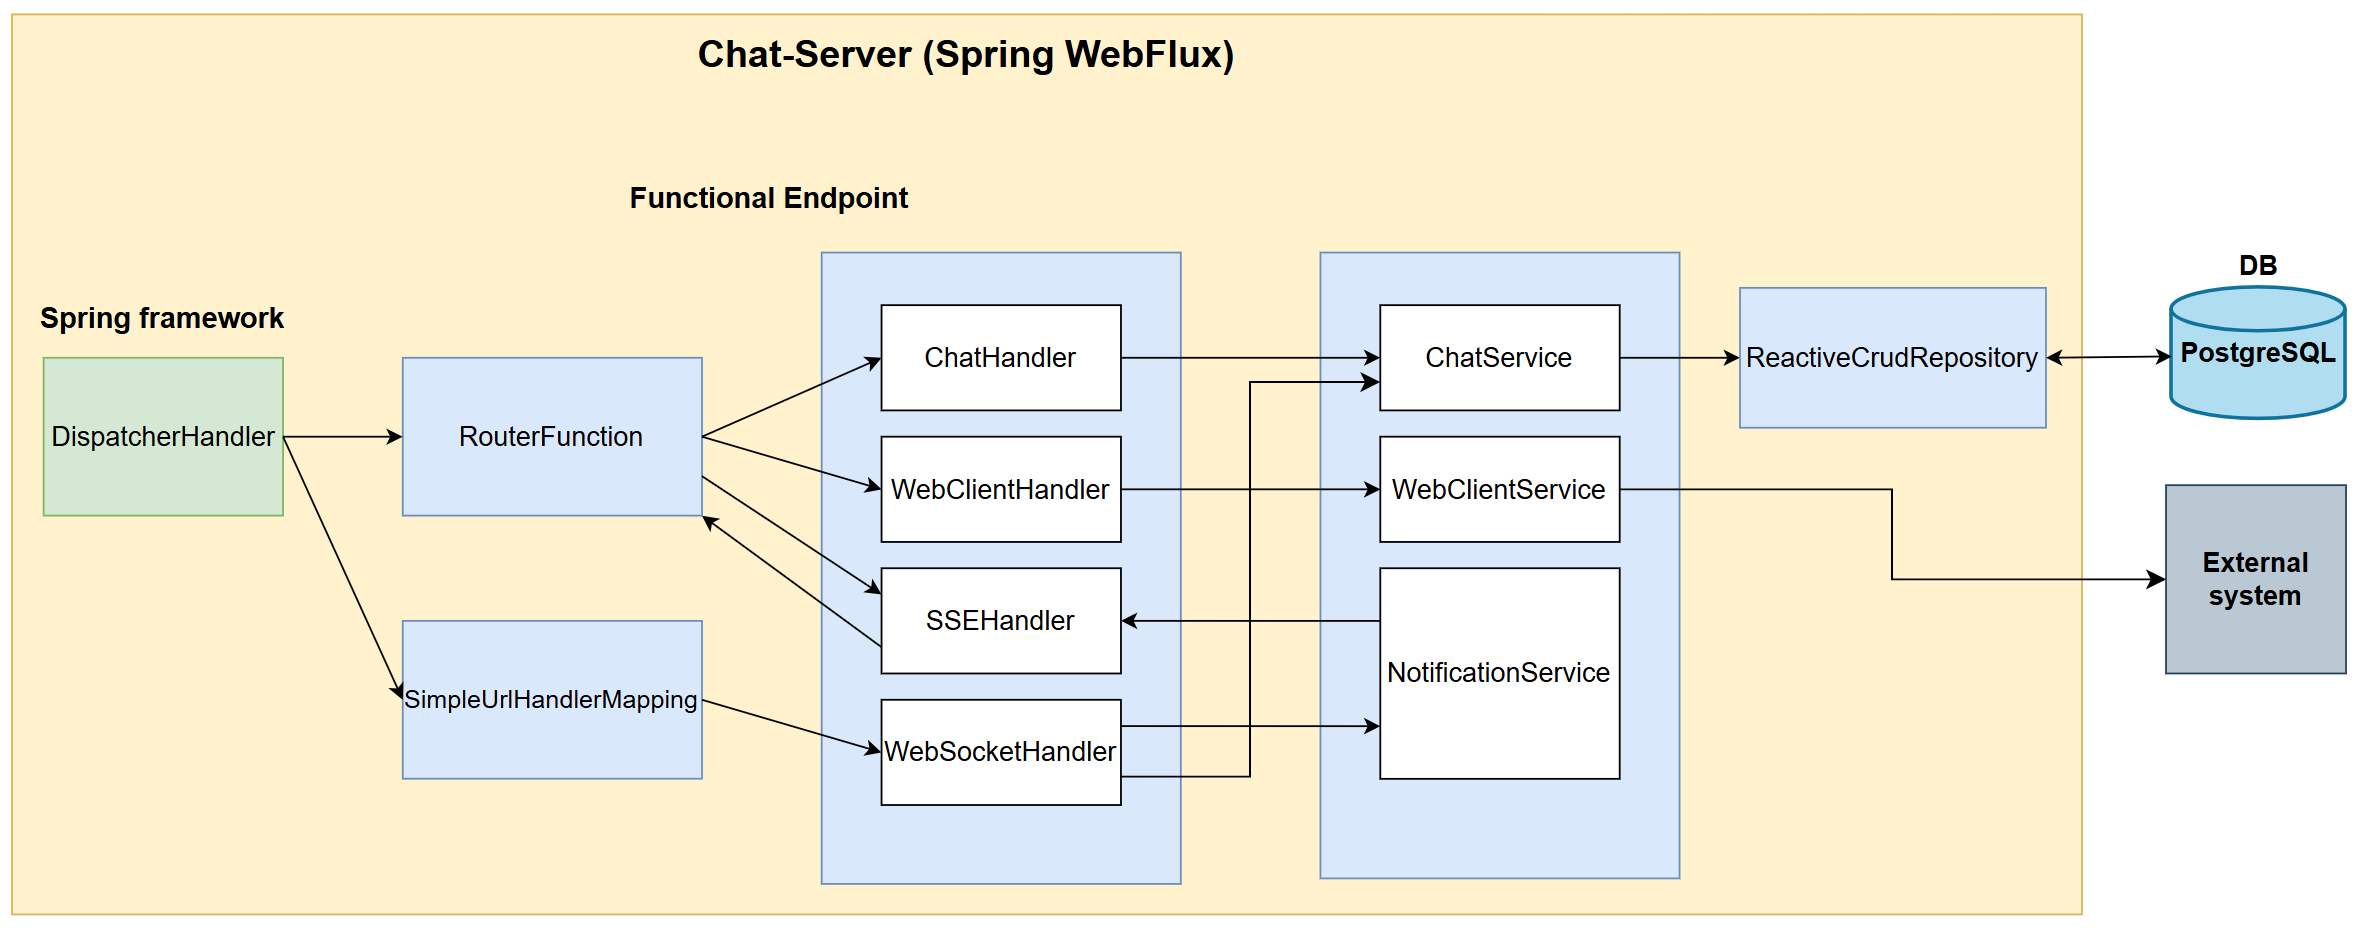 Chat-Server (Spring WebFlux)
Functional Endpoint
Spring framework
DispatcherHandler
RouterFunction
SimpleUrlHandlerMapping
ChatHandler
WebClientHandler
SSEHandler
WebSocketHandler
ChatService
WebClientService
NotificationService
ReactiveCrudRepository
DB
PostgreSQL
External
system